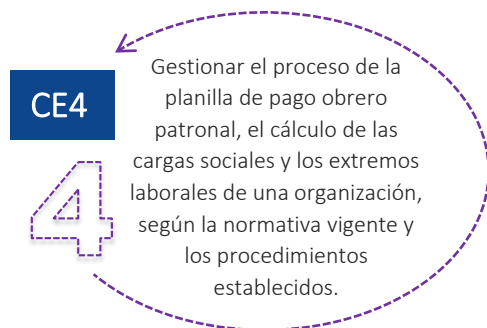 CE4
4
Gestionar el proceso de la
planilla de pago obrero
patronal, el cálculo de las
cargas sociales y los extremos
laborales de una organización,
según la normativa vigente y
los procedimientos
establecidos.